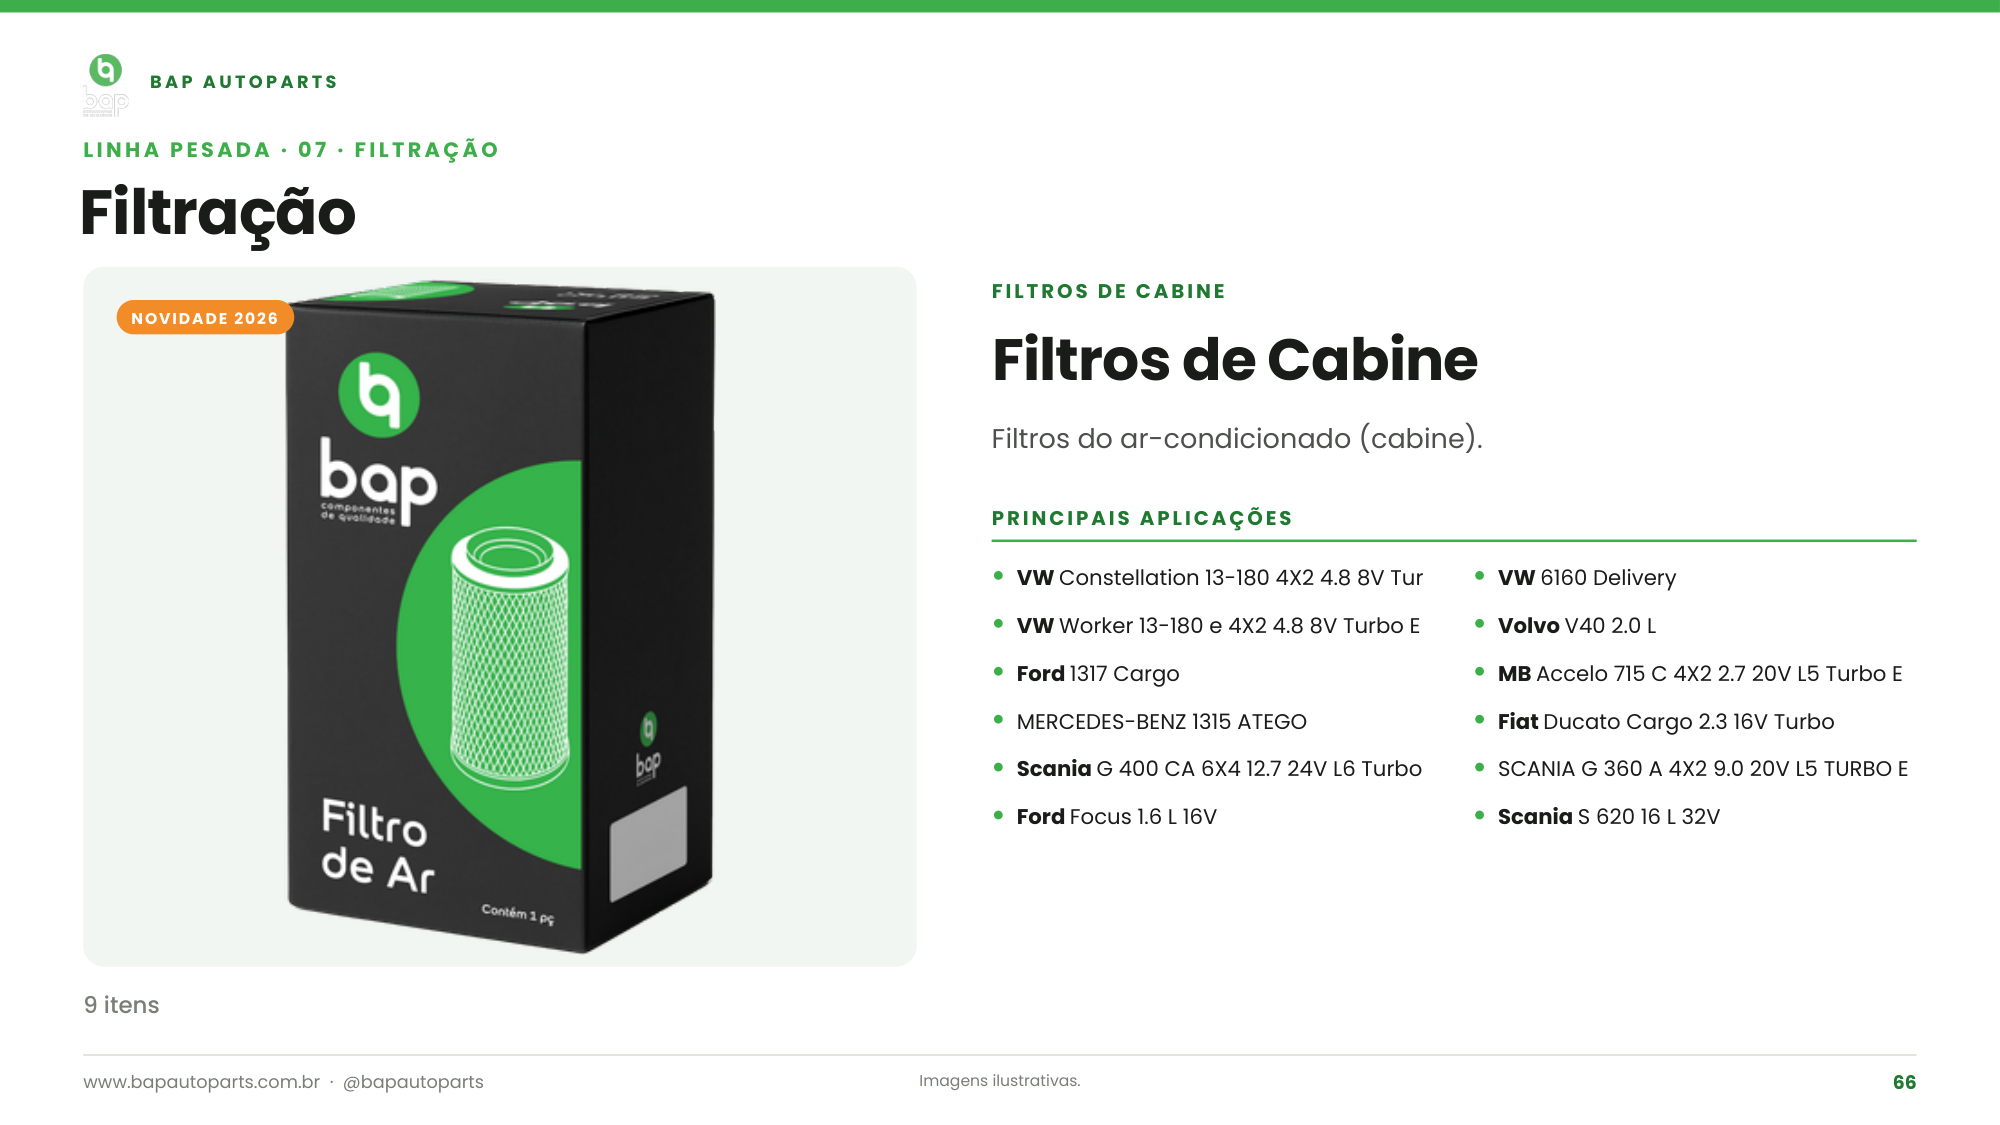 bap
BAP AUTOPARTS
LINHA PESADA · 07 · FILTRAÇÃO
Filtração
NOVIDADE 2026
bap
componentes
de qualidade
bap
Filtro
de Ar
Contém 1 pç
9 itens
FILTROS DE CABINE
Filtros de Cabine
Filtros do ar-condicionado (cabine).
PRINCIPAIS APLICAÇÕES
• VW Constellation 13-180 4X2 4.8 8V Tur
• VW Worker 13-180 e 4X2 4.8 8V Turbo E
• Ford 1317 Cargo
• MERCEDES-BENZ 1315 ATEGO
• Scania G 400 CA 6X4 12.7 24V L6 Turbo
• Ford Focus 1.6 L 16V
• VW 6160 Delivery
• Volvo V40 2.0 L
• MB Accelo 715 C 4X2 2.7 20V L5 Turbo E
• Fiat Ducato Cargo 2.3 16V Turbo
• SCANIA G 360 A 4X2 9.0 20V L5 TURBO E
• Scania S 620 16 L 32V
www.bapautoparts.com.br · @bapautoparts
Imagens ilustrativas.
66